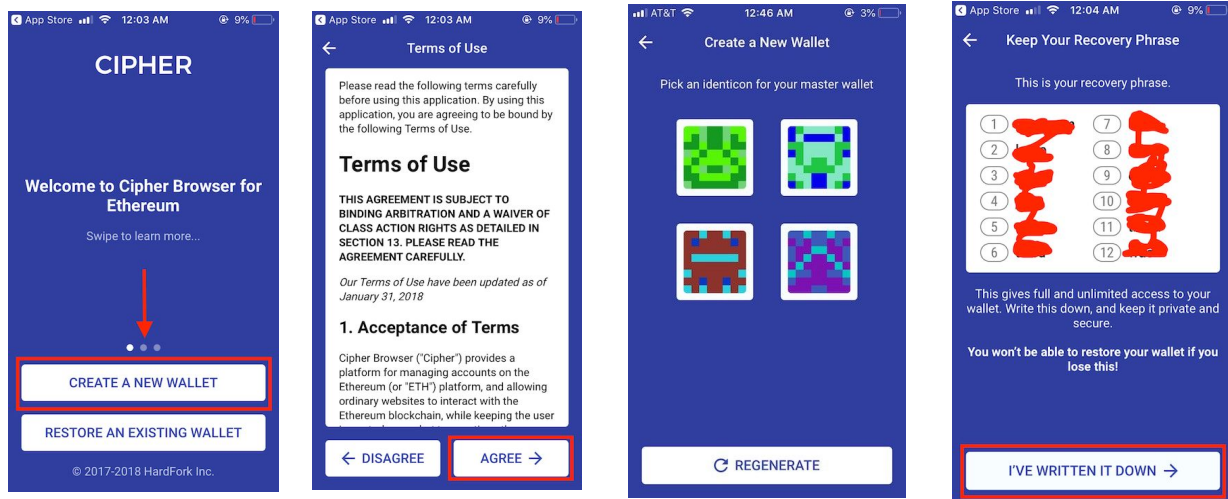 App Store 12:03 AM 9%
CIPHER
Welcome to Cipher Browser for
Ethereum
Swipe to learn more...
CREATE A NEW WALLET
RESTORE AN EXISTING WALLET
© 2017-2018 HardFork Inc.
App Store 12:03 AM 9%
Terms of Use
Please read the following terms carefully
before using this application. By using this
application, you are agreeing to be bound by
the following Terms of Use.
Terms of Use
THIS AGREEMENT IS SUBJECT TO
BINDING ARBITRATION AND A WAIVER OF
CLASS ACTION RIGHTS AS DETAILED IN
SECTION 13. PLEASE READ THE
AGREEMENT CAREFULLY.
Our Terms of Use have been updated as of
January 31, 2018
1. Acceptance of Terms
Cipher Browser ("Cipher") provides a
platform for managing accounts on the
Ethereum (or "ETH") platform, and allowing
ordinary websites to interact with the
Ethereum blockchain, while keeping the user
← DISAGREE
AGREE →
AT&T 12:46 AM 3%
Create a New Wallet
Pick an identicon for your master wallet
REGENERATE
App Store 12:04 AM 9%
Keep Your Recovery Phrase
This is your recovery phrase.
1 7
2 8
3 9
4 10
5 11
6 12
This gives full and unlimited access to your
wallet. Write this down, and keep it private and
secure.
You won't be able to restore your wallet if you
lose this!
I'VE WRITTEN IT DOWN →